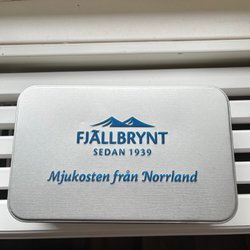 FJÄLLBRYNT
SEDAN 1939
Mjukosten från Norrland